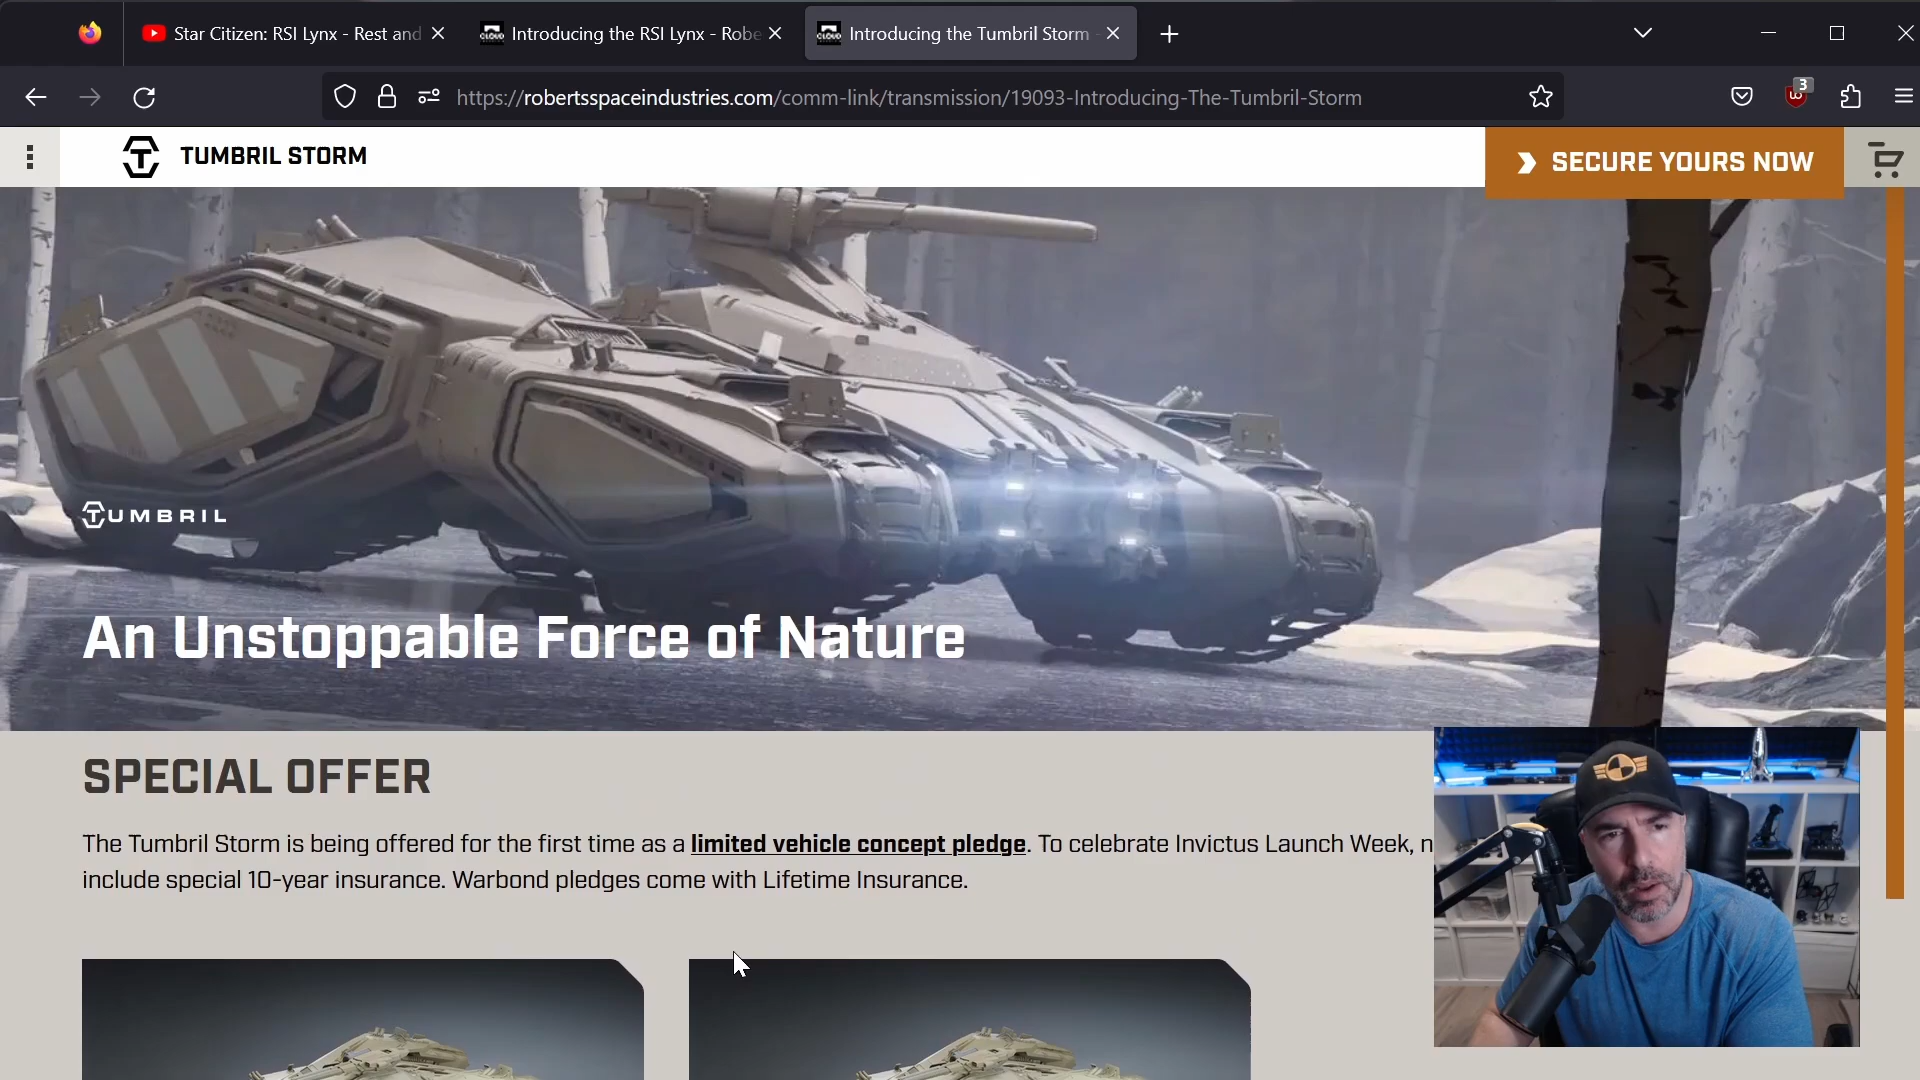 Star Citizen: RSI Lynx - Rest and
Introducing the RSI Lynx - Robe
Introducing the Tumbril Storm -
https://robertsspaceindustries.com/comm-link/transmission/19093-Introducing-The-Tumbril-Storm
3
TUMBRIL STORM
SECURE YOURS NOW
TUMBRIL
An Unstoppable Force of Nature
SPECIAL OFFER
The Tumbril Storm is being offered for the first time as a limited vehicle concept pledge. To celebrate Invictus Launch Week, n
include special 10-year insurance. Warbond pledges come with Lifetime Insurance.